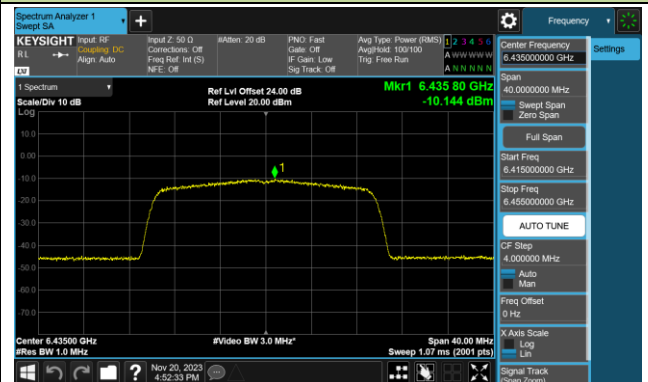 Spectrum Analyzer 1
Swept SA
Frequency
KEYSIGHT
RL
Input: RF
Coupling: DC
Align: Auto
Input Z: 50 Ω
Corrections: Off
Freq Ref: Int (S)
NFE: Off
#Atten: 20 dB
PNO: Fast
Gate: Off
IF Gain: Low
Sig Track: Off
Avg Type: Power (RMS)
Avg|Hold: 100/100
Trig: Free Run
1 2 3 4 5 6
A W W W W W
A N N N N N
1 Spectrum
Scale/Div 10 dB
Log
Ref Lvl Offset 24.00 dB
Ref Level 20.00 dBm
Mkr1 6.435 80 GHz
-10.144 dBm
10.0
0.00
-10.0
-20.0
-30.0
-40.0
-50.0
-60.0
-70.0
1
Center 6.43500 GHz
#Res BW 1.0 MHz
#Video BW 3.0 MHz*
Span 40.00 MHz
Sweep 1.07 ms (2001 pts)
Nov 20, 2023
4:52:33 PM
Center Frequency
6.435000000 GHz
Settings
Span
40.0000000 MHz
Swept Span
Zero Span
Full Span
Start Freq
6.415000000 GHz
Stop Freq
6.455000000 GHz
AUTO TUNE
CF Step
4.000000 MHz
Auto
Man
Freq Offset
0 Hz
X Axis Scale
Log
Lin
Signal Track
(Span Zoom)